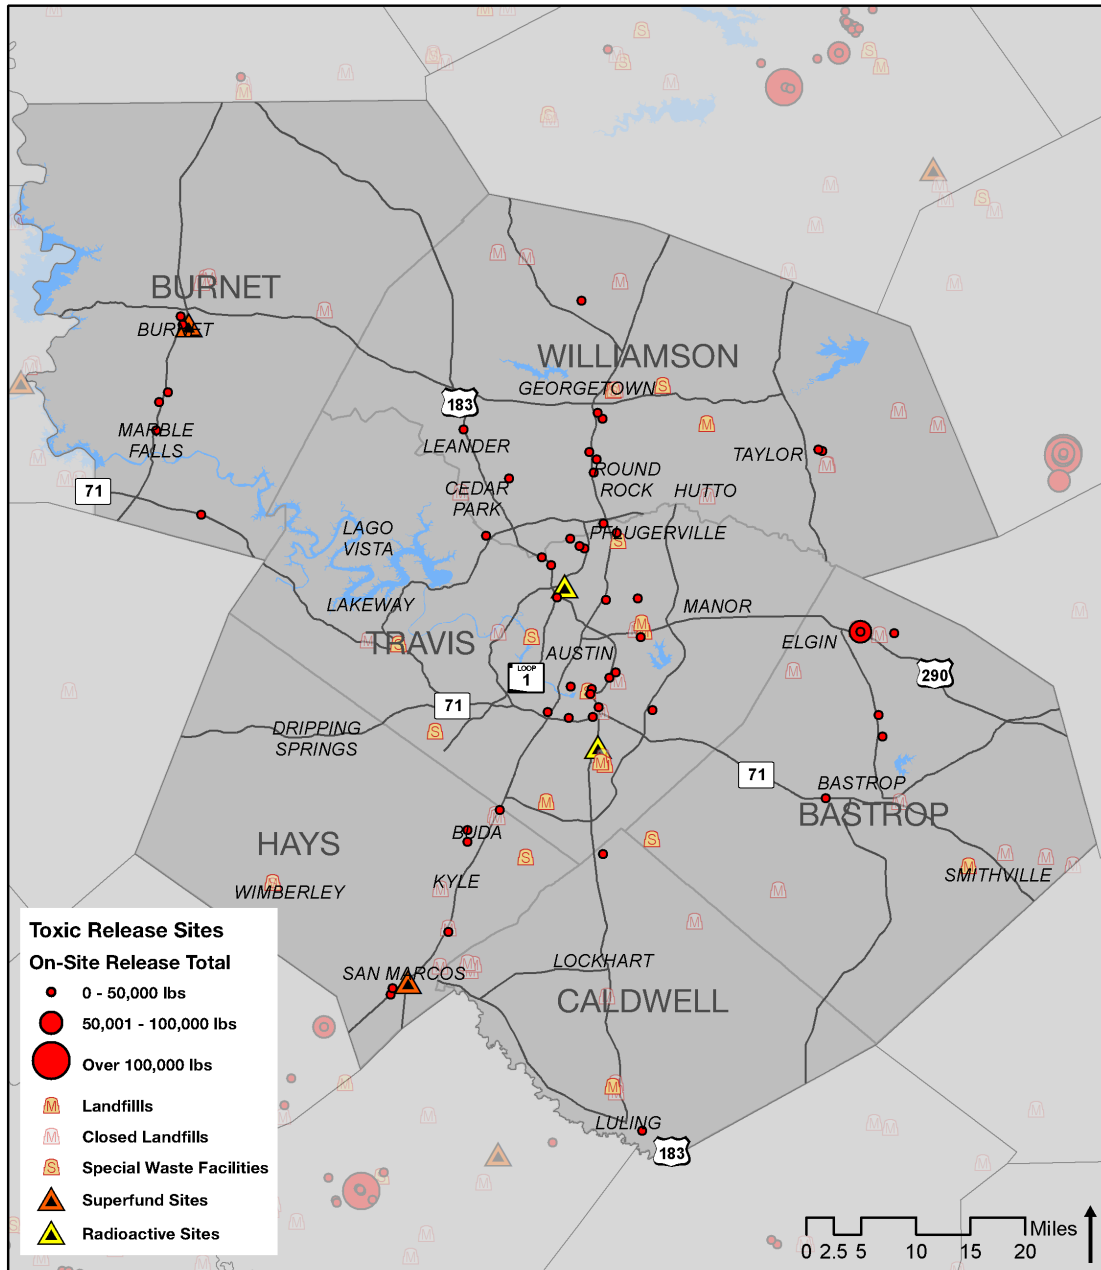 BURNET
BURNET
WILLIAMSON
GEORGETOWN
183
LEANDER
MARBLE
FALLS
TAYLOR
ROUND
ROCK
CEDAR
PARK
HUTTO
71
LAGO
VISTA
PFLUGERVILLE
LAKEWAY
MANOR
TRAVIS
ELGIN
AUSTIN
LOOP
1
290
71
DRIPPING
SPRINGS
71
BASTROP
BASTROP
HAYS
BUDA
KYLE
WIMBERLEY
SMITHVILLE
SAN MARCOS
LOCKHART
CALDWELL
LULING
183
Toxic Release Sites
On-Site Release Total
0 - 50,000 lbs
50,001 - 100,000 lbs
Over 100,000 lbs
M Landfillls
M Closed Landfills
S Special Waste Facilities
Superfund Sites
Radioactive Sites
Miles
0 2.5 5 10 15 20